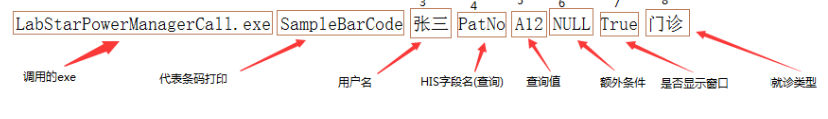 3 4 5 6 7 8
LabStarPowerManagerCall.exe SampleBarCode 张三 PatNo A12 NULL True 门诊
调用的exe 代表条码打印 用户名 HIS字段名(查询) 查询值 额外条件 是否显示窗口 就诊类型